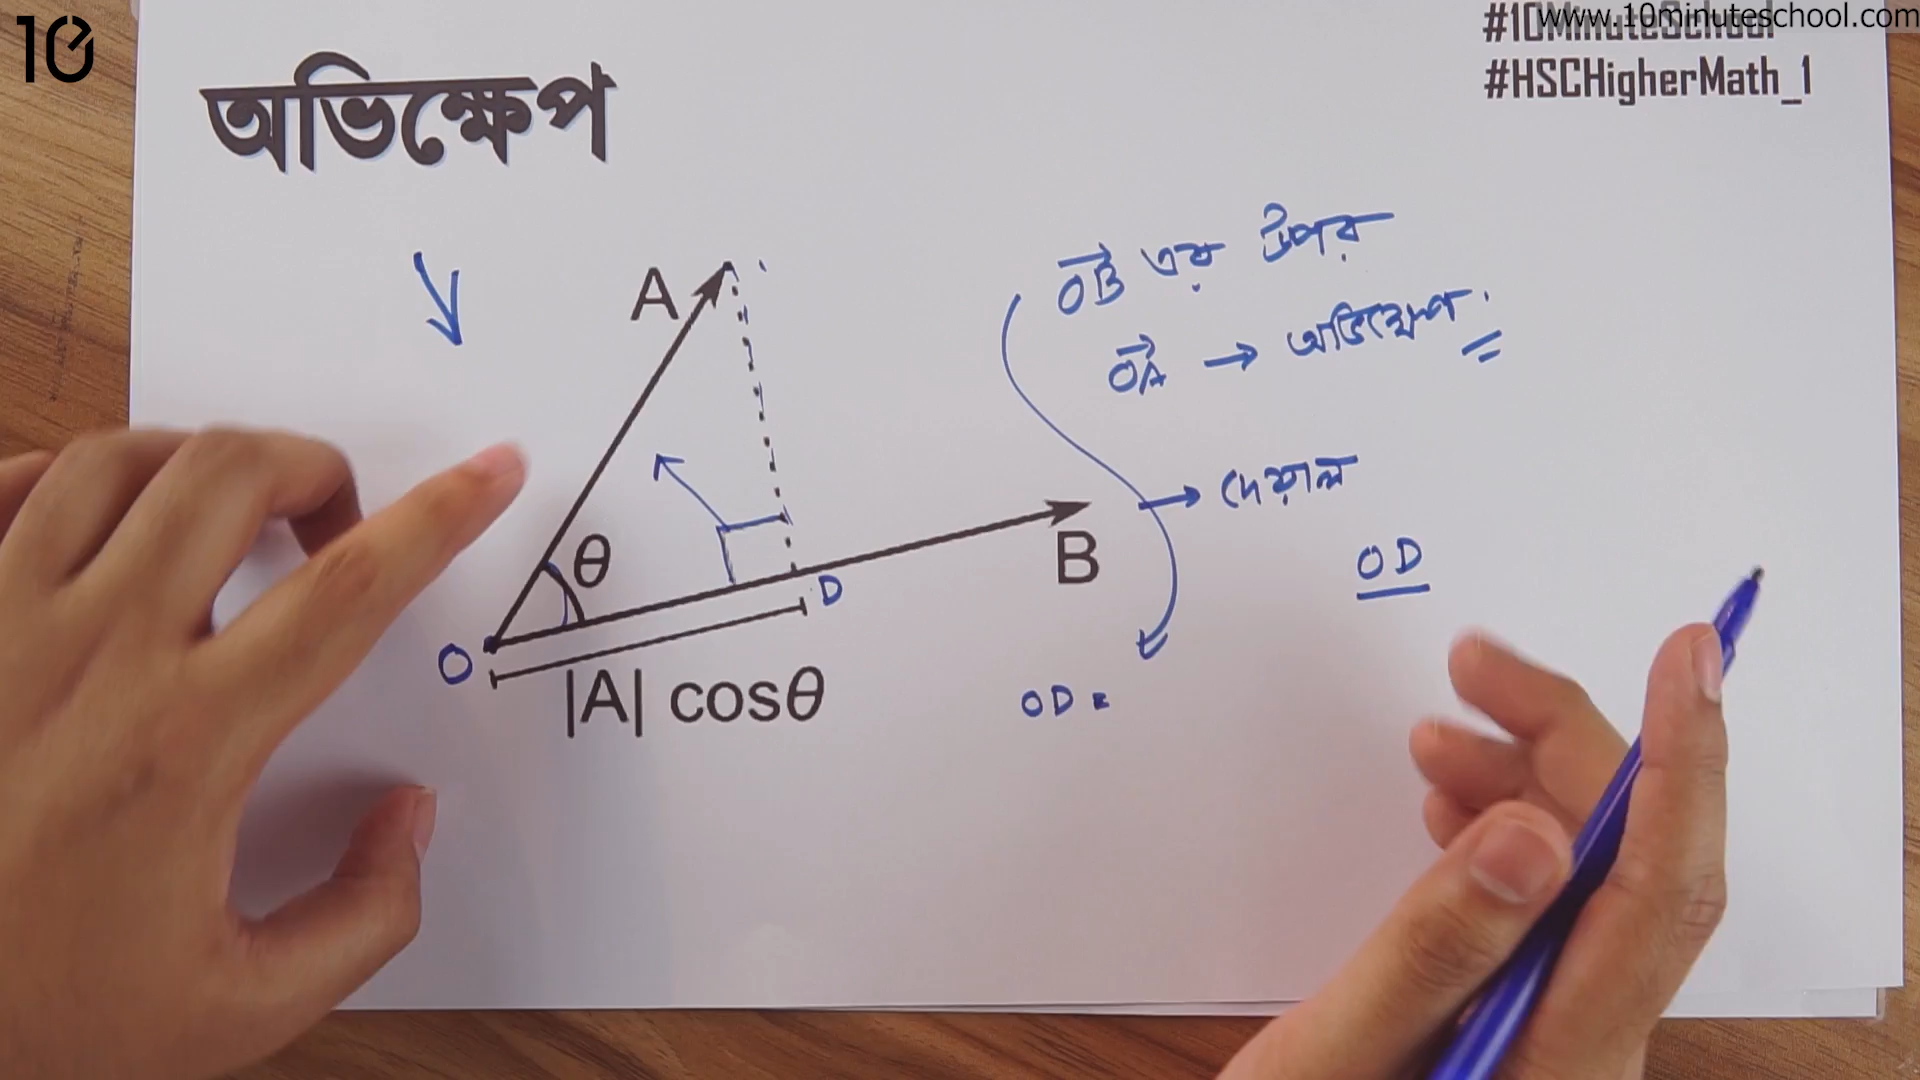 10
www.10minuteschool.com
#10MinuteSchool
#HSCHigherMath_1
অভিক্ষেপ
OB এর উপর
OA → অভিক্ষেপ
→ দেয়াল
A
θ
B
D
O
|A| cosθ
OD
OD =